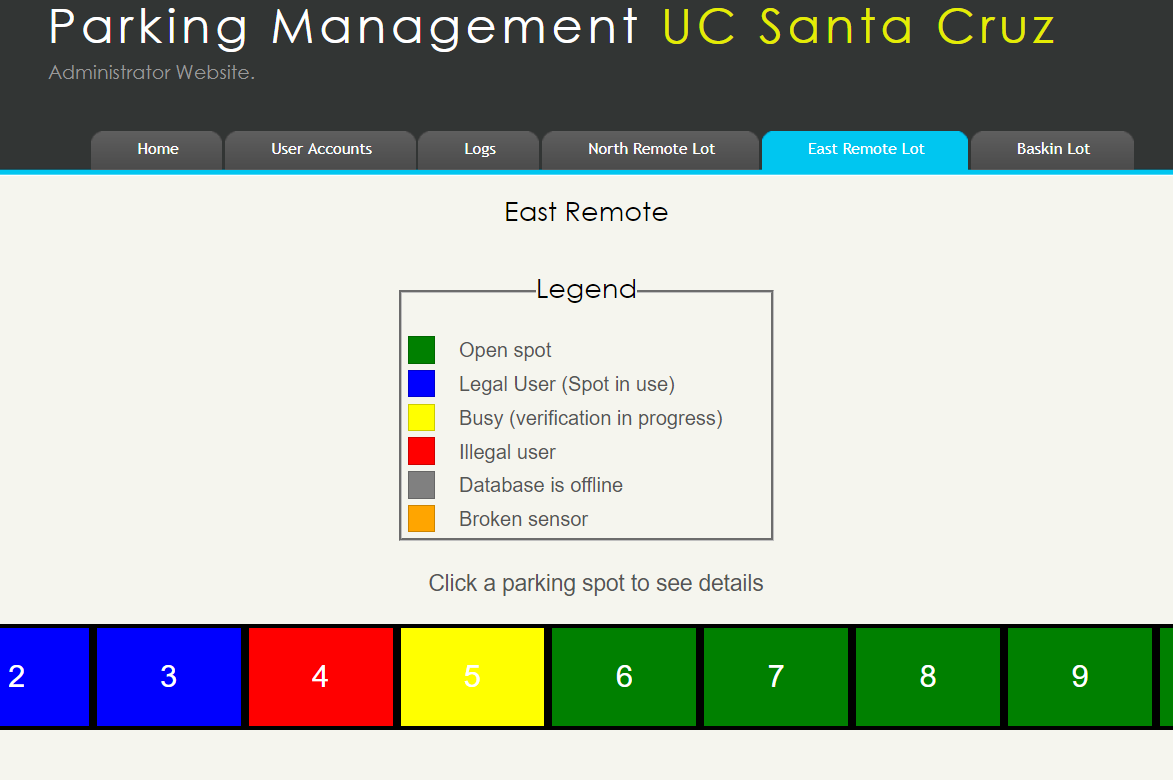 Parking Management UC Santa Cruz
Administrator Website.
Home User Accounts Logs North Remote Lot East Remote Lot Baskin Lot
East Remote
Legend
Open spot
Legal User (Spot in use)
Busy (verification in progress)
Illegal user
Database is offline
Broken sensor
Click a parking spot to see details
2 3 4 5 6 7 8 9